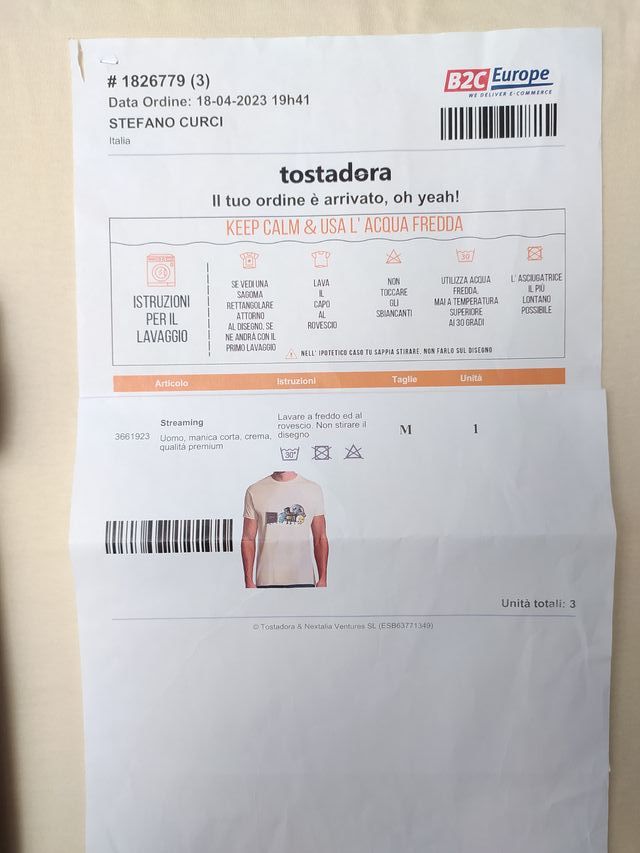 # 1826779 (3)
Data Ordine: 18-04-2023 19h41
STEFANO CURCI
Italia
B2C Europe
WE DELIVER E-COMMERCE
tostadora
Il tuo ordine è arrivato, oh yeah!
KEEP CALM & USA L' ACQUA FREDDA
ISTRUZIONI
PER IL
LAVAGGIO
SE VEDI UNA
SAGOMA
RETTANGOLARE
ATTORNO
AL DISEGNO, SE
NE ANDRÀ CON IL
PRIMO LAVAGGIO
LAVA
IL
CAPO
AL
ROVESCIO
NON
TOCCARE
GLI
SBIANCANTI
30
UTILIZZA ACQUA
FREDDA,
MAI A TEMPERATURA
SUPERIORE
AI 30 GRADI
L' ASCIUGATRICE
IL PIÙ
LONTANO
POSSIBILE
NELL' IPOTETICO CASO TU SAPPIA STIRARE, NON FARLO SUL DISEGNO
Articolo Istruzioni Taglie Unità
3661923
Streaming
Uomo, manica corta, crema,
qualità premium
Lavare a freddo ed al
rovescio. Non stirare il
disegno
30°
M
1
Unità totali: 3
© Tostadora & Nextalia Ventures SL (ESB63771349)